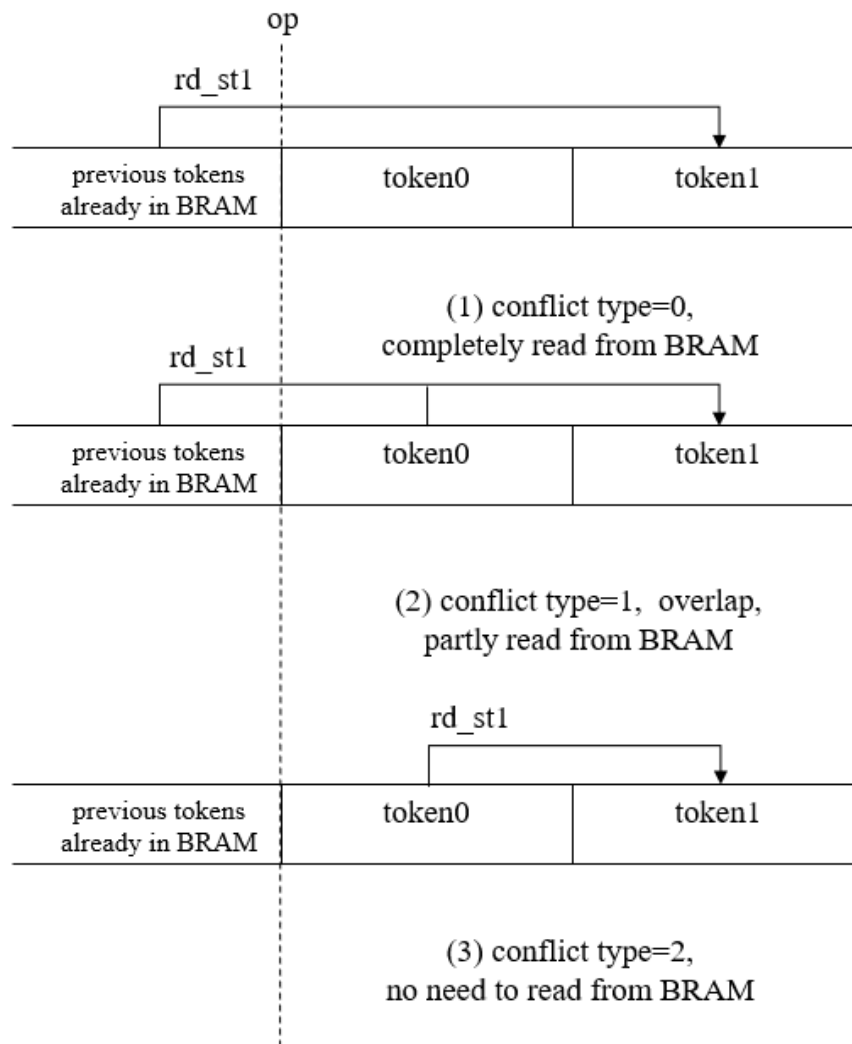 op
rd_st1
previous tokens
already in BRAM
token0
token1
(1) conflict type=0,
completely read from BRAM
rd_st1
previous tokens
already in BRAM
token0
token1
(2) conflict type=1, overlap,
partly read from BRAM
rd_st1
previous tokens
already in BRAM
token0
token1
(3) conflict type=2,
no need to read from BRAM